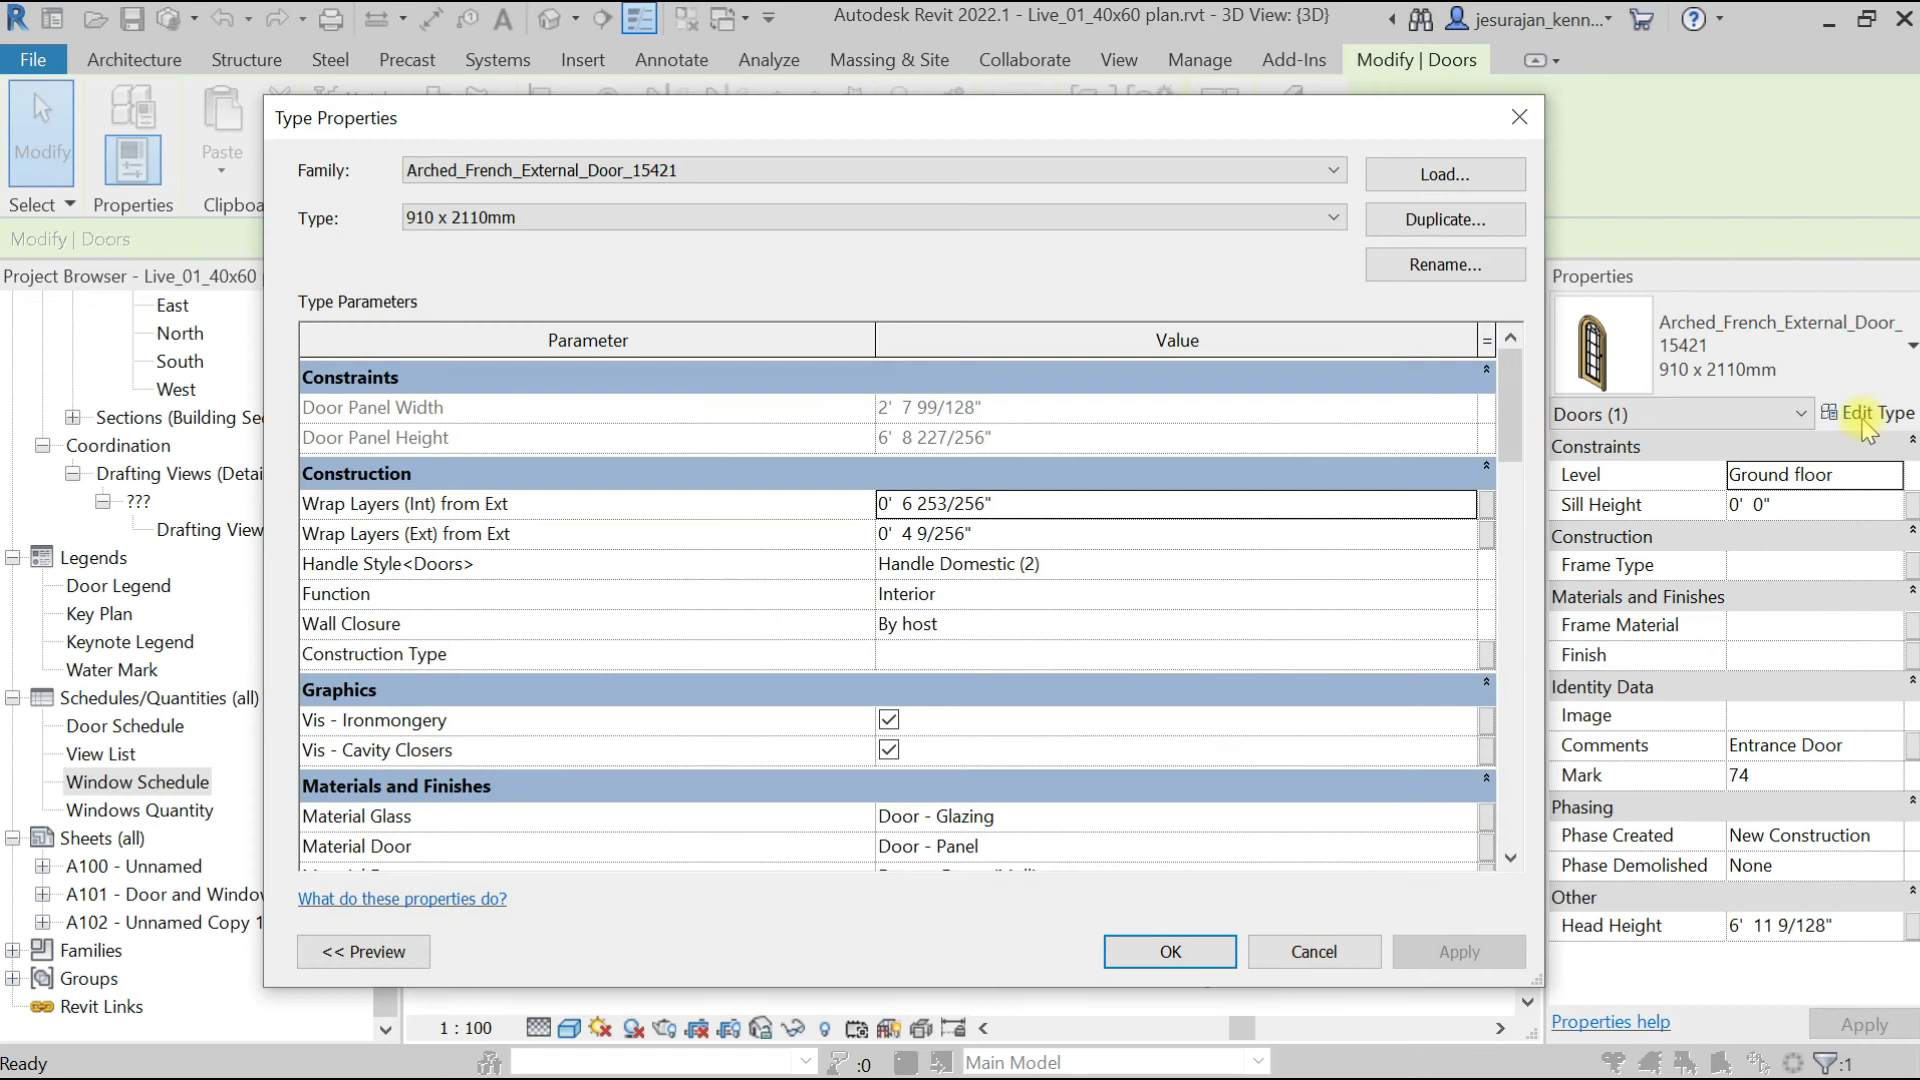 Autodesk Revit 2022.1 - Live_01_40x60 plan.rvt - 3D View: {3D}
jesurajan_kenn...
File Architecture Structure Steel Precast Systems Insert Annotate Analyze Massing & Site Collaborate View Manage Add-Ins Modify | Doors
Modify
Paste
Select Properties Clipboa
Modify | Doors
Project Browser - Live_01_40x60
East
North
South
West
Sections (Building Se
Coordination
Drafting Views (Detai
???
Drafting View
Legends
Door Legend
Key Plan
Keynote Legend
Water Mark
Schedules/Quantities (all)
Door Schedule
View List
Window Schedule
Windows Quantity
Sheets (all)
A100 - Unnamed
A101 - Door and Windo
A102 - Unnamed Copy 1
Families
Groups
Revit Links
Type Properties
Family: Arched_French_External_Door_15421 Load...
Type: 910 x 2110mm Duplicate...
Rename...
Type Parameters
Parameter Value =
Constraints
Door Panel Width 2' 7 99/128"
Door Panel Height 6' 8 227/256"
Construction
Wrap Layers (Int) from Ext 0' 6 253/256"
Wrap Layers (Ext) from Ext 0' 4 9/256"
Handle Style<Doors> Handle Domestic (2)
Function Interior
Wall Closure By host
Construction Type
Graphics
Vis - Ironmongery
Vis - Cavity Closers
Materials and Finishes
Material Glass Door - Glazing
Material Door Door - Panel
What do these properties do?
<< Preview OK Cancel Apply
Properties
Arched_French_External_Door_
15421
910 x 2110mm
Doors (1) Edit Type
Constraints
Level Ground floor
Sill Height 0' 0"
Construction
Frame Type
Materials and Finishes
Frame Material
Finish
Identity Data
Image
Comments Entrance Door
Mark 74
Phasing
Phase Created New Construction
Phase Demolished None
Other
Head Height 6' 11 9/128"
Properties help Apply
1 : 100
Ready :0 Main Model :1